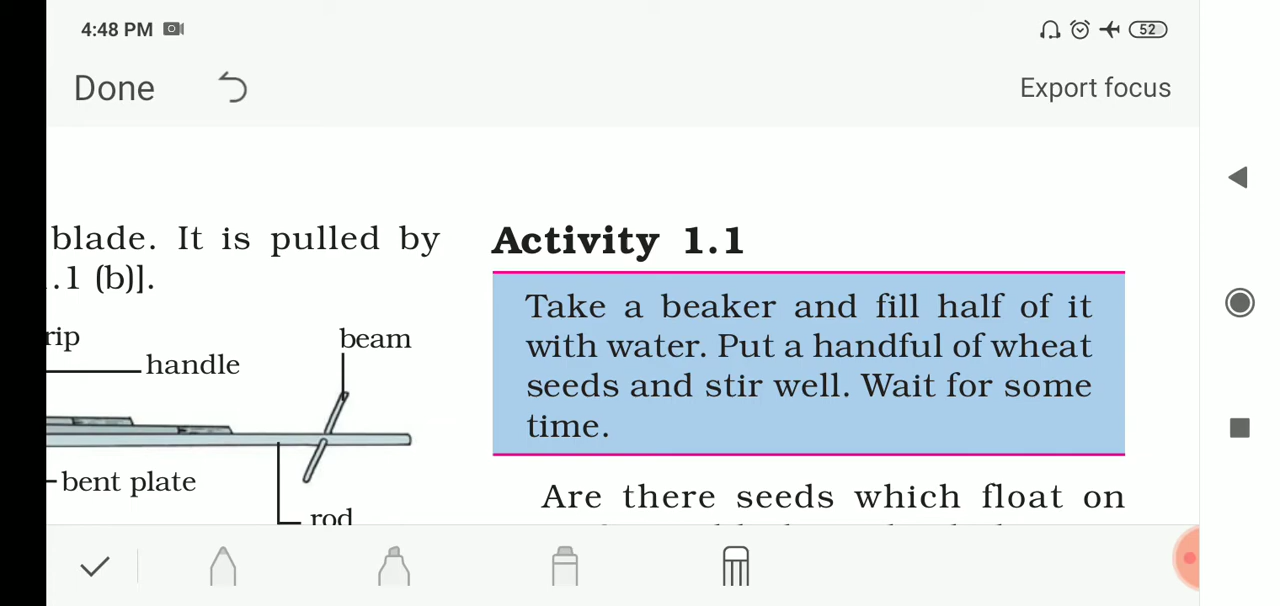 4:48 PM
52
Done
Export focus
blade. It is pulled by
.1 (b)].
rip
handle
beam
bent plate
rod
Activity 1.1
Take a beaker and fill half of it
with water. Put a handful of wheat
seeds and stir well. Wait for some
time.
Are there seeds which float on